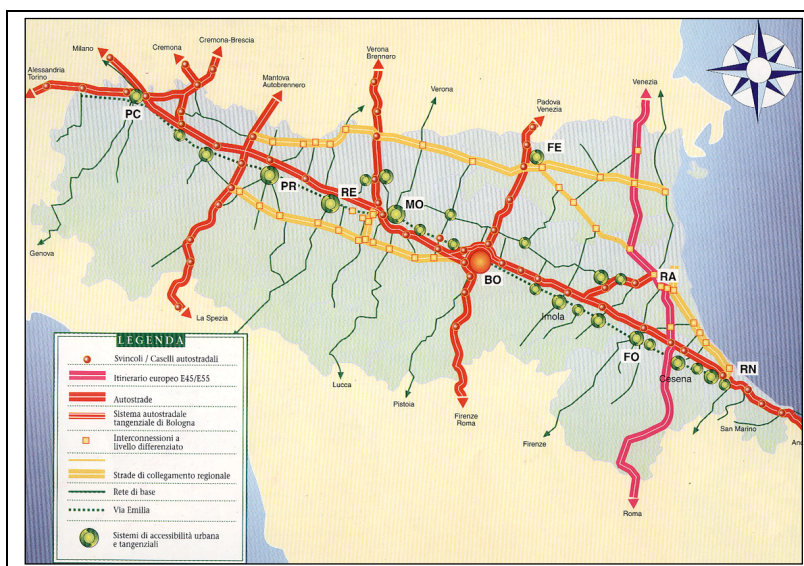 Milano
Cremona
Cremona-Brescia
Alessandria
Torino
Mantova
Autobrennero
Verona
Brennero
Verona
Padova
Venezia
Venezia
PC
FE
PR
RE
MO
Genova
BO
RA
La Spezia
Imola
FO
Cesena
RN
Lucca
Pistoia
Firenze
Roma
Firenze
San Marino
Roma
LEGENDA
Svincoli / Caselli autostradali
Itinerario europeo E45/E55
Autostrade
Sistema autostradale
tangenziale di Bologna
Interconnessioni a
livello differenziato
Strade di collegamento regionale
Rete di base
Via Emilia
Sistemi di accessibilità urbana
e tangenziali